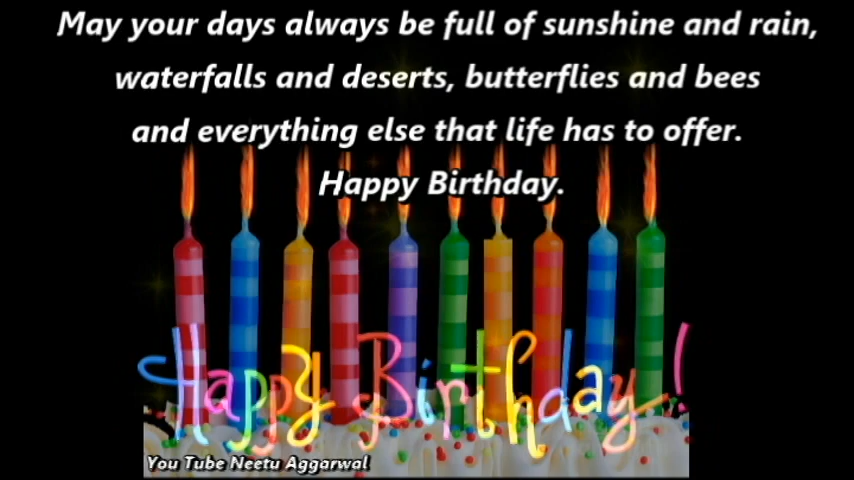 May your days always be full of sunshine and rain,
waterfalls and deserts, butterflies and bees
and everything else that life has to offer.
Happy Birthday.
Happy Birthday!
You Tube Neetu Aggarwal